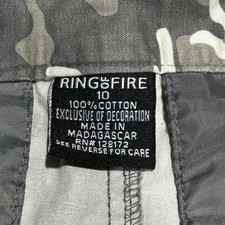 RING OF FIRE
10
100% COTTON
EXCLUSIVE OF DECORATION
MADE IN
MADAGASCAR
RN# 128172
SEE REVERSE FOR CARE